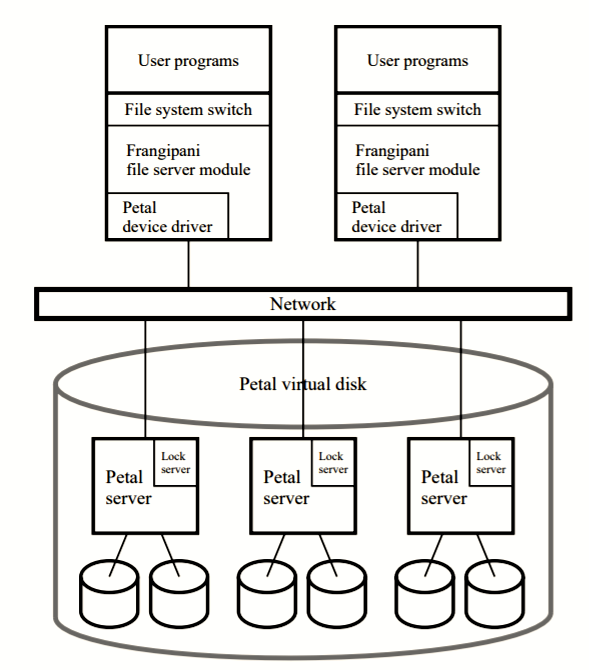 User programs
File system switch
Frangipani
file server module
Petal
device driver
User programs
File system switch
Frangipani
file server module
Petal
device driver
Network
Petal virtual disk
Petal
server
Lock
server
Petal
server
Lock
server
Petal
server
Lock
server